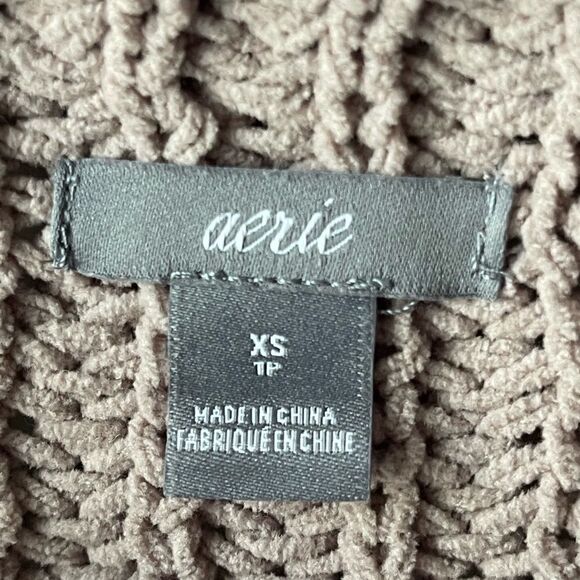 aerie
XS
TP
MADE IN CHINA
FABRIQUÉ EN CHINE